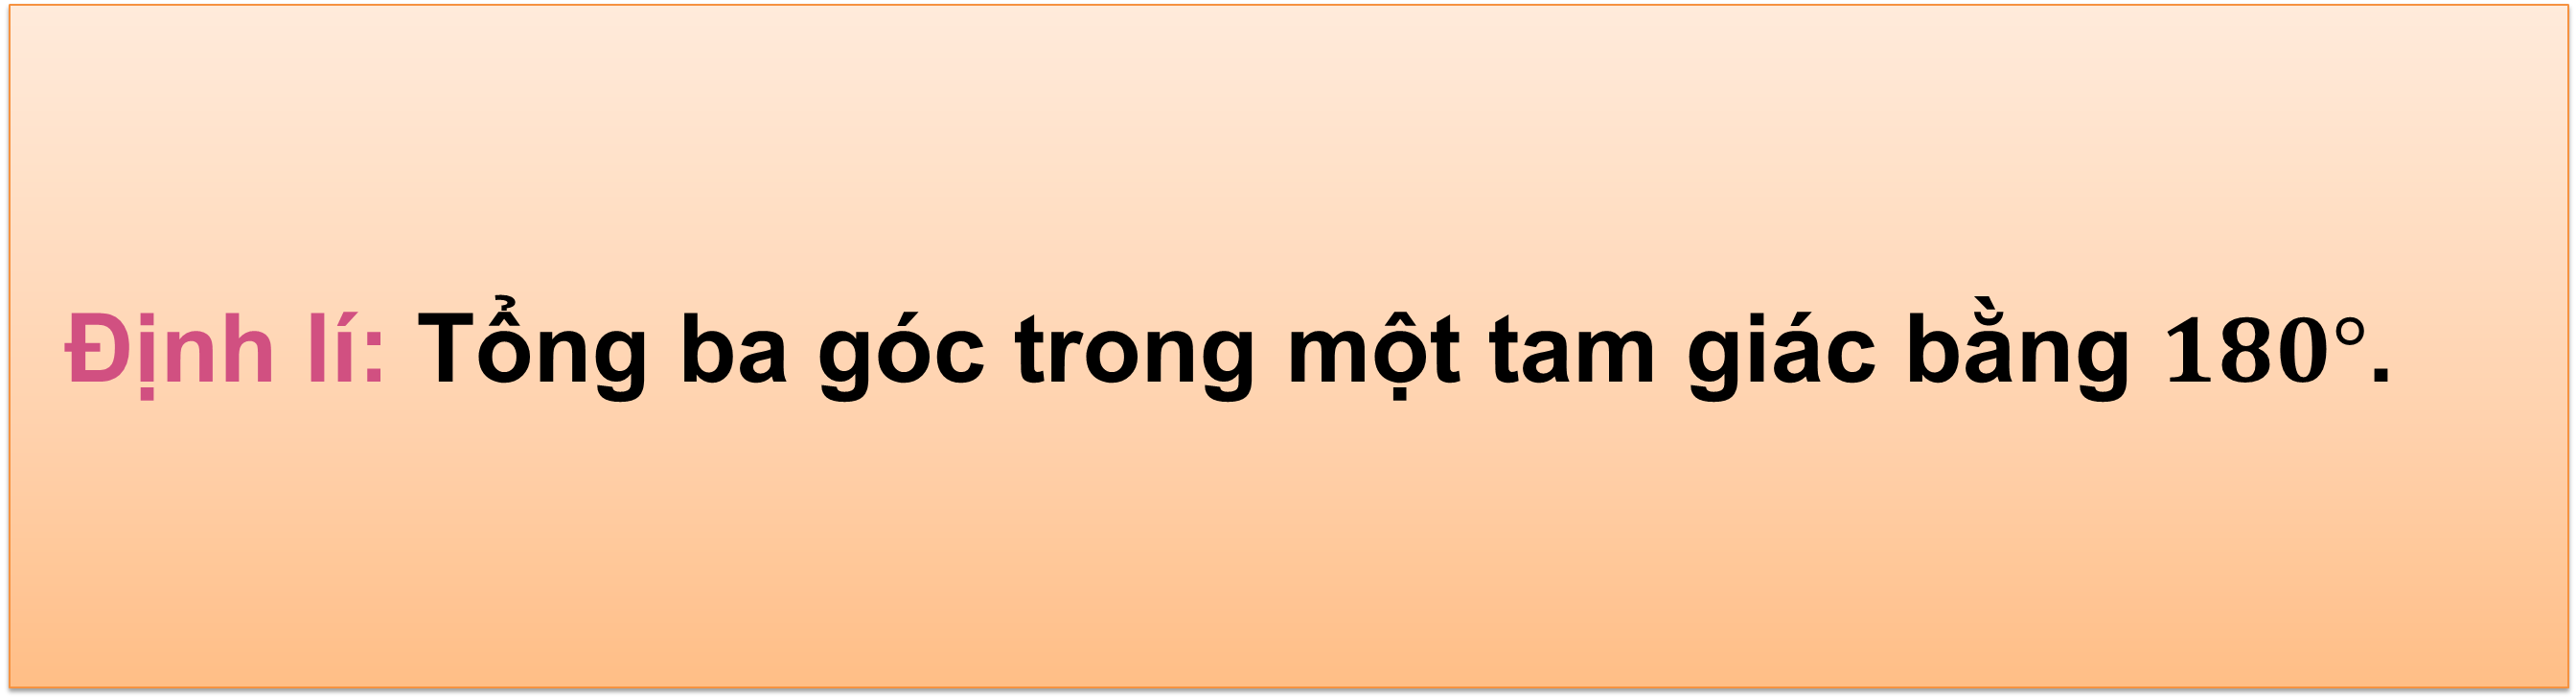 Định lí: Tổng ba góc trong một tam giác bằng 180°.